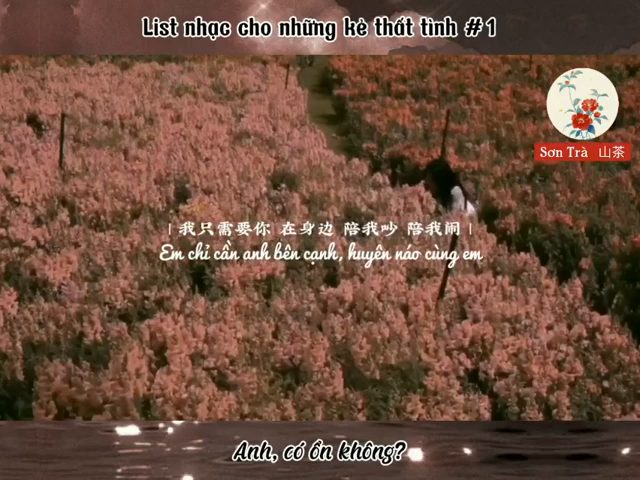 List nhạc cho những kẻ thất tình #1
Sơn Trà 山茶
| 我只需要你 在身边 陪我吵 陪我闹 |
Em chỉ cần anh bên cạnh, huyên náo cùng em
Anh, có ổn không?